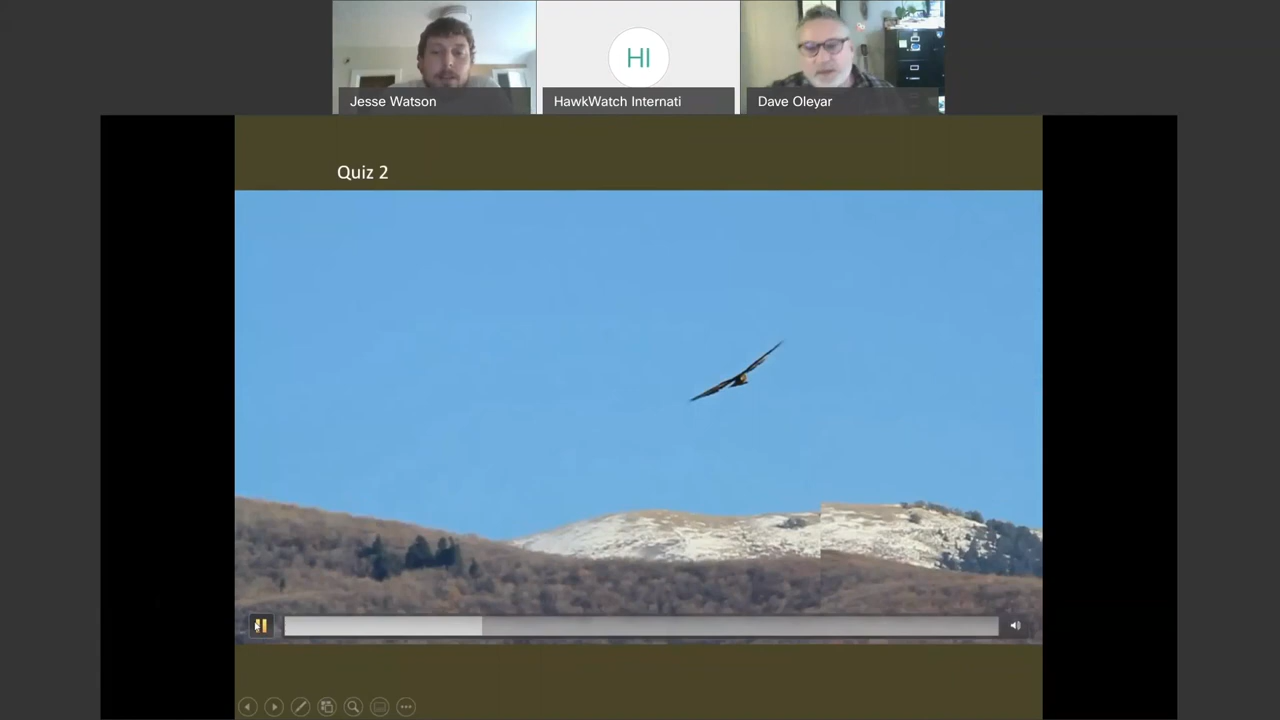 HI
Jesse Watson
HawkWatch Internati
Dave Oleyar
Quiz 2